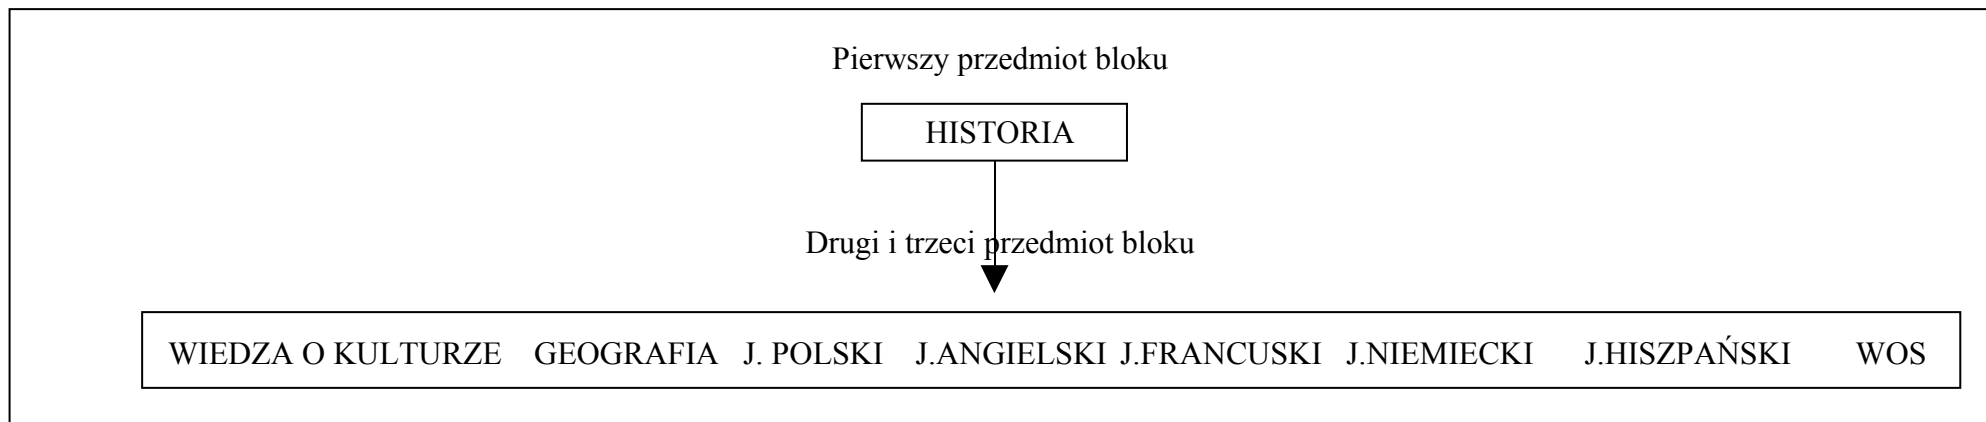 Pierwszy przedmiot bloku
HISTORIA
Drugi i trzeci przedmiot bloku
WIEDZA O KULTURZE GEOGRAFIA J. POLSKI J.ANGIELSKI J.FRANCUSKI J.NIEMIECKI J.HISZPAŃSKI WOS